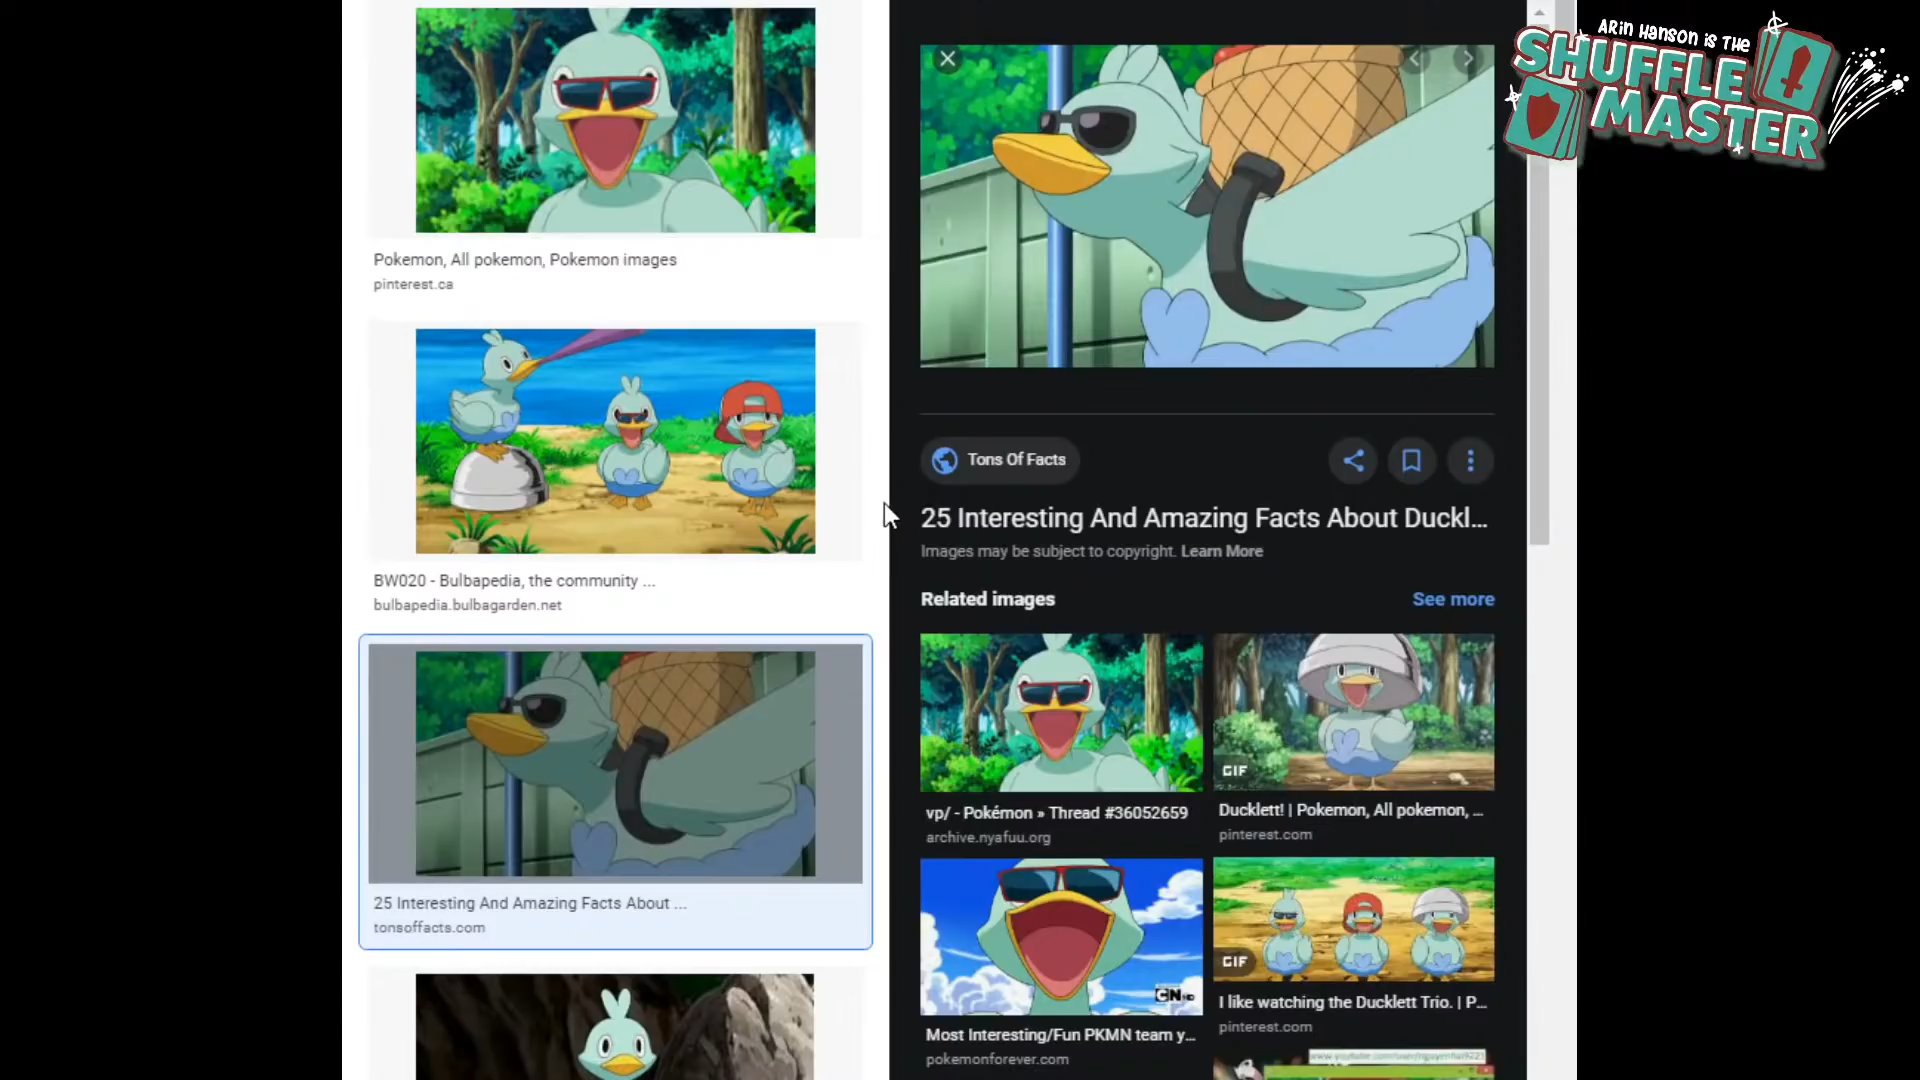 ARin HANSON iS THE
SHUFFLE
MASTER
Pokemon, All pokemon, Pokemon images
pinterest.ca
BW020 - Bulbapedia, the community ...
bulbapedia.bulbagarden.net
25 Interesting And Amazing Facts About ...
tonsoffacts.com
Tons Of Facts
25 Interesting And Amazing Facts About Duckl...
Images may be subject to copyright. Learn More
Related images
See more
vp/ - Pokémon » Thread #36052659
archive.nyafuu.org
GIF
Ducklett! | Pokemon, All pokemon, ...
pinterest.com
CN HD
Most Interesting/Fun PKMN team y...
pokemonforever.com
GIF
I like watching the Ducklett Trio. | P...
pinterest.com